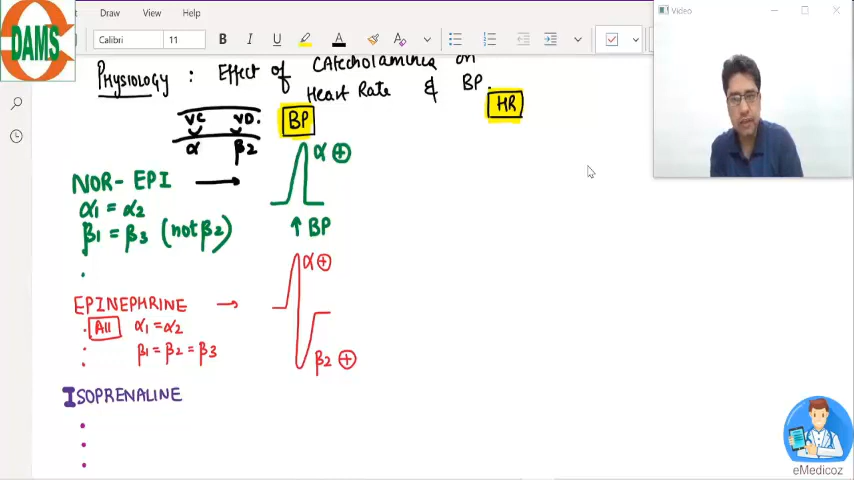 DAMS
Draw View Help
Calibri 11 B I U A
Video
Physiology : Effect of Catecholamines on
Heart Rate & BP.
HR
VC VD.
α β2
BP
α +
NOR-EPI
α1 = α2
β1 = β3 (not β2)
↑ BP
α +
EPINEPHRINE →
All α1 = α2
β1 = β2 = β3
β2 +
ISOPRENALINE
eMedicoz